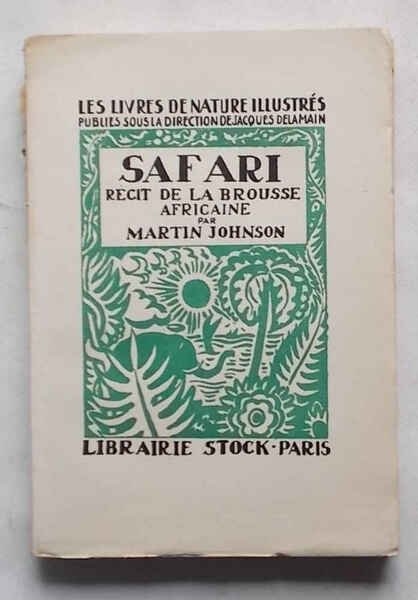 LES LIVRES DE NATURE ILLUSTRÉS
PUBLIES SOUS LA DIRECTION DE JACQUES DELAMAIN
SAFARI
RÉCIT DE LA BROUSSE
AFRICAINE
PAR
MARTIN JOHNSON
LIBRAIRIE STOCK-PARIS